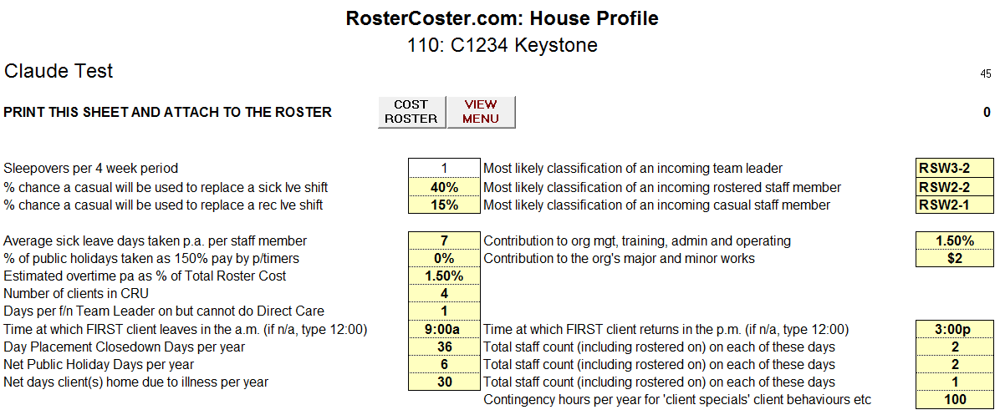 RosterCoster.com: House Profile
110: C1234 Keystone
Claude Test
45
PRINT THIS SHEET AND ATTACH TO THE ROSTER COST ROSTER VIEW MENU 0
Sleepovers per 4 week period 1 Most likely classification of an incoming team leader RSW3-2
% chance a casual will be used to replace a sick lve shift 40% Most likely classification of an incoming rostered staff member RSW2-2
% chance a casual will be used to replace a rec lve shift 15% Most likely classification of an incoming casual staff member RSW2-1
Average sick leave days taken p.a. per staff member 7 Contribution to org mgt, training, admin and operating 1.50%
% of public holidays taken as 150% pay by p/timers 0% Contribution to the org's major and minor works $2
Estimated overtime pa as % of Total Roster Cost 1.50%
Number of clients in CRU 4
Days per f/n Team Leader on but cannot do Direct Care 1
Time at which FIRST client leaves in the a.m. (if n/a, type 12:00) 9:00a Time at which FIRST client returns in the p.m. (if n/a, type 12:00) 3:00p
Day Placement Closedown Days per year 36 Total staff count (including rostered on) on each of these days 2
Net Public Holiday Days per year 6 Total staff count (including rostered on) on each of these days 2
Net days client(s) home due to illness per year 30 Total staff count (including rostered on) on each of these days 1
Contingency hours per year for 'client specials' client behaviours etc 100